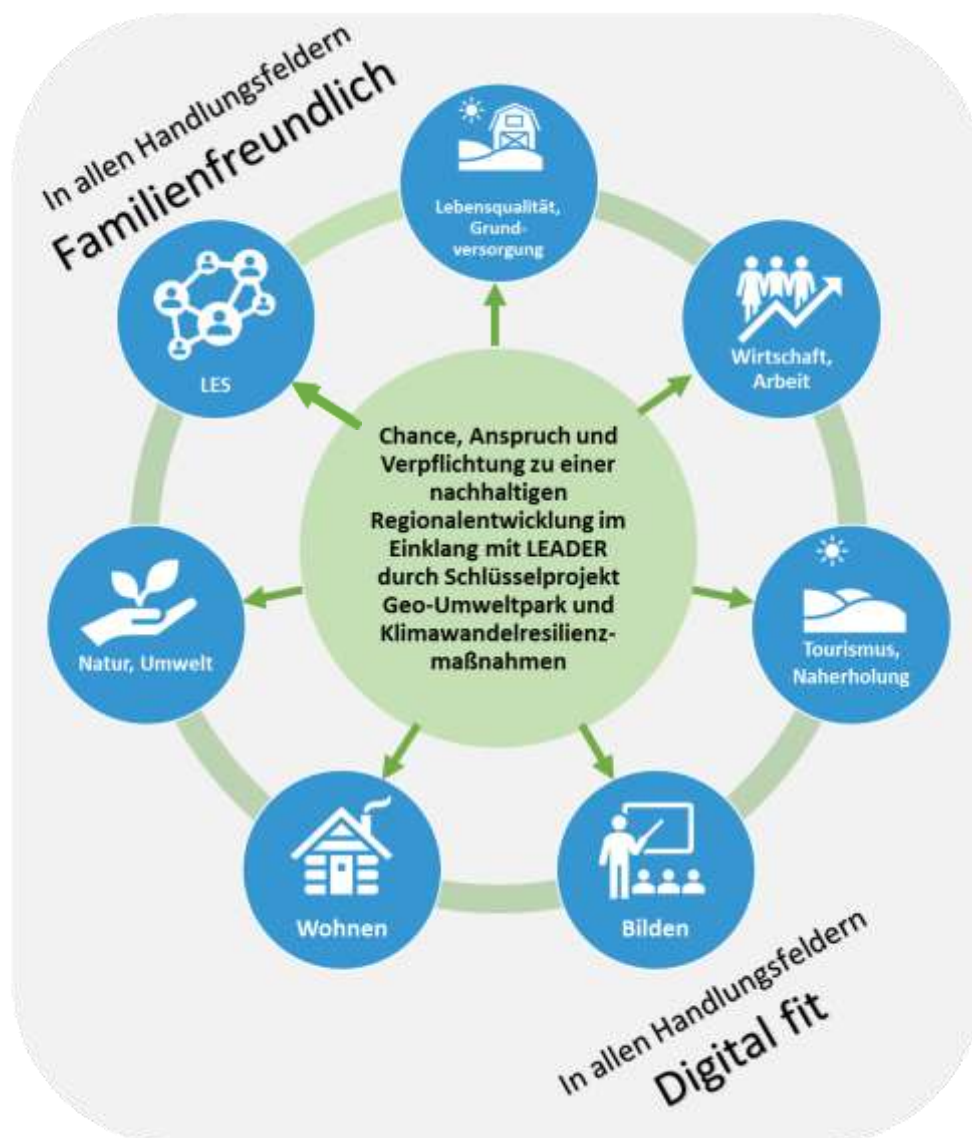 In allen Handlungsfeldern
Familienfreundlich
Lebensqualität,
Grund-
versorgung
Wirtschaft,
Arbeit
Tourismus,
Naherholung
Bilden
Wohnen
Natur, Umwelt
LES
Chance, Anspruch und
Verpflichtung zu einer
nachhaltigen
Regionalentwicklung im
Einklang mit LEADER
durch Schlüsselprojekt
Geo-Umweltpark und
Klimawandelresilienz-
maßnahmen
In allen Handlungsfeldern
Digital fit